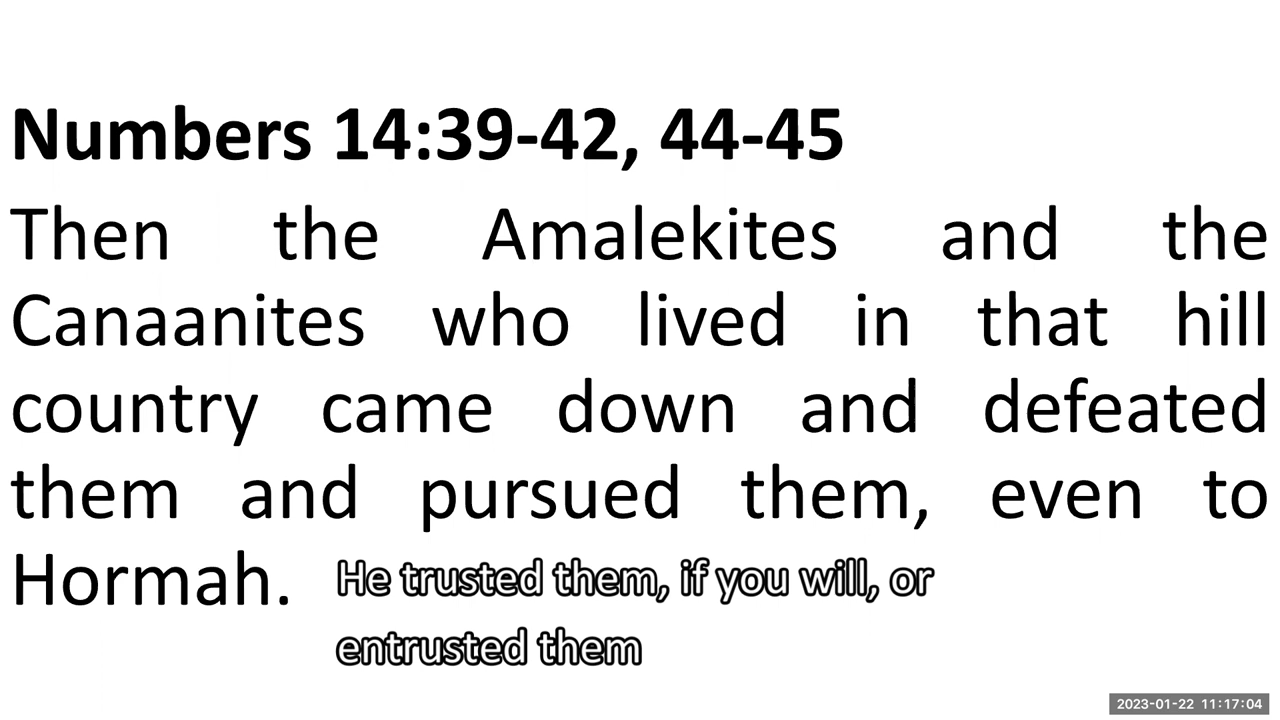 Numbers 14:39-42, 44-45
Then the Amalekites and the
Canaanites who lived in that hill
country came down and defeated
them and pursued them, even to
Hormah.
He trusted them, if you will, or
entrusted them
2023-01-22 11:17:04